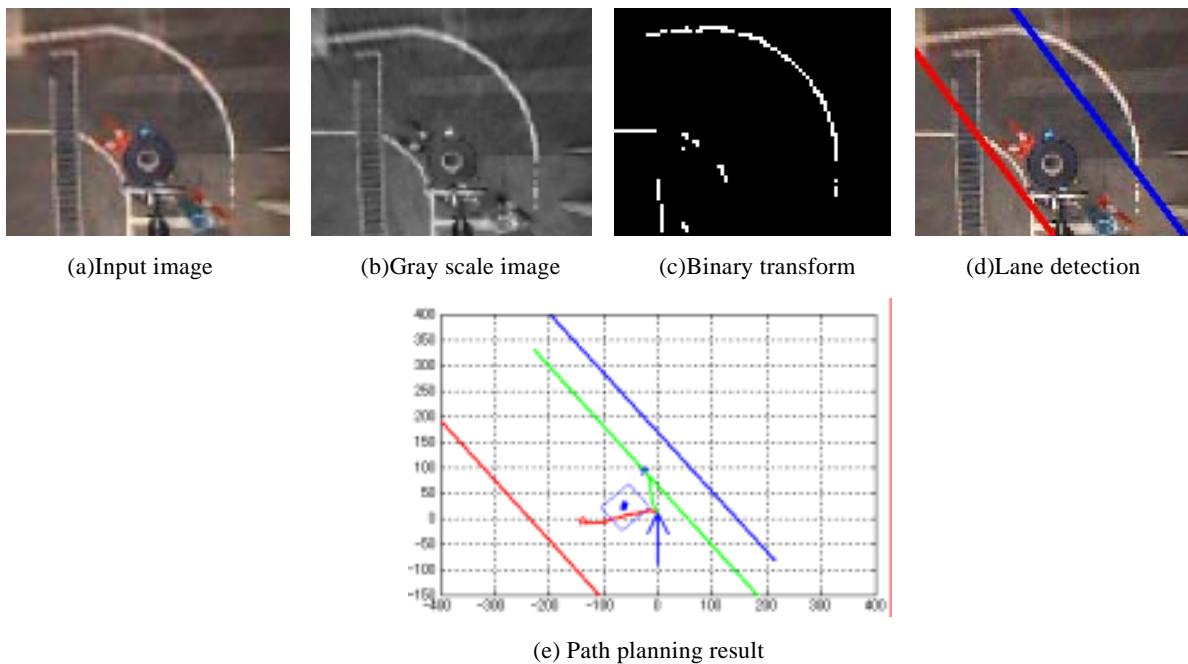 (a)Input image
(b)Gray scale image
(c)Binary transform
(d)Lane detection
400
350
300
250
200
150
100
50
0
-50
-100
-150
-400 -300 -200 -100 0 100 200 300 400
(e) Path planning result